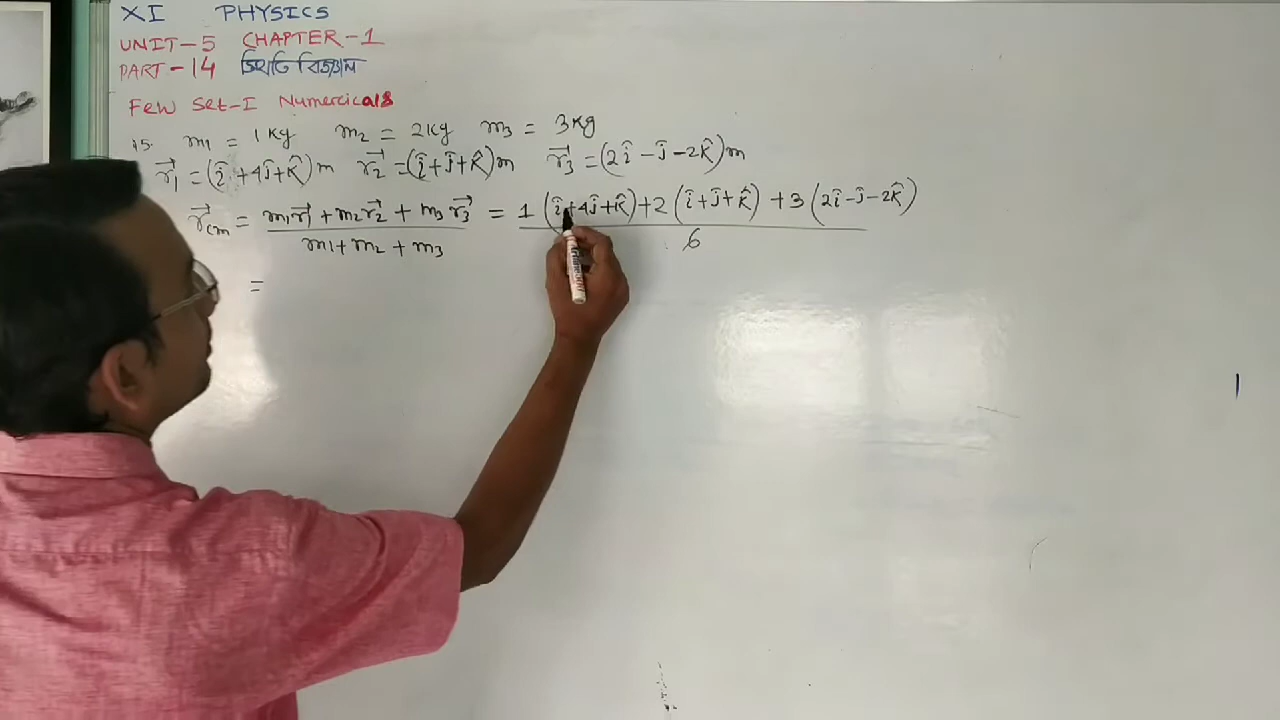 XI PHYSICS
UNIT-5 CHAPTER-1
PART-14
Few Set-I Numericals
15. m₁ = 1 Kg m₂ = 2 Kg m₃ = 3 Kg
r⃗₁ = (î + 4ĵ + k̂) m r⃗₂ = (î + ĵ + k̂) m r⃗₃ = (2î - ĵ - 2k̂) m
r⃗cm = (m₁r⃗₁ + m₂r⃗₂ + m₃r⃗₃) / (m₁ + m₂ + m₃) = 1 (î + 4ĵ + k̂) + 2 (î + ĵ + k̂) + 3 (2î - ĵ - 2k̂) / 6
=